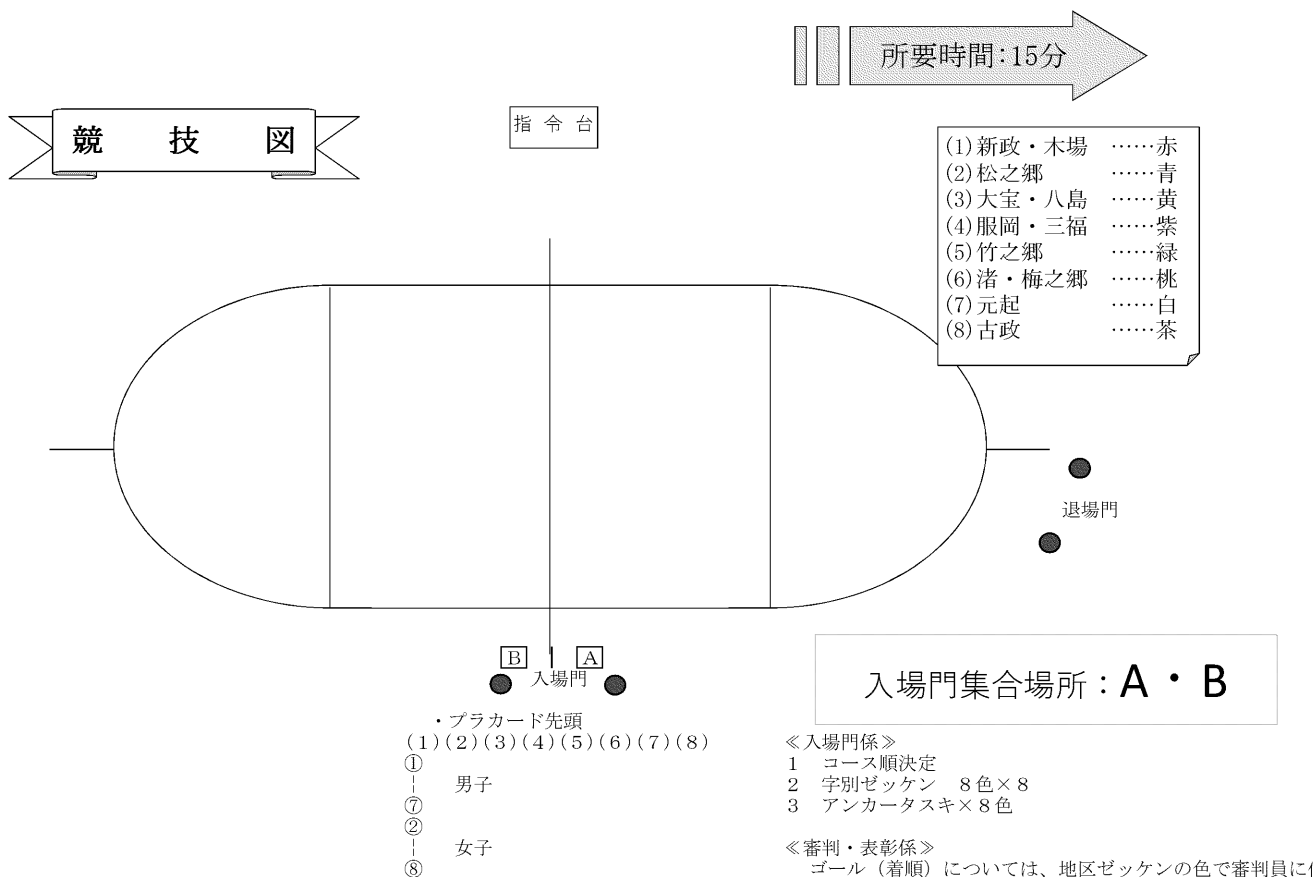 所要時間:15分
競技図
指令台
(1)新政・木場 ……赤
(2)松之郷 ……青
(3)大宝・八島 ……黄
(4)服岡・三福 ……紫
(5)竹之郷 ……緑
(6)渚・梅之郷 ……桃
(7)元起 ……白
(8)古政 ……茶
退場門
B A
入場門
入場門集合場所：A・B
・プラカード先頭
(1)(2)(3)(4)(5)(6)(7)(8)
①
男子
⑦
②
女子
⑧
≪入場門係≫
１　コース順決定
２　字別ゼッケン　８色×８
３　アンカータスキ×８色
≪審判・表彰係≫
ゴール（着順）については、地区ゼッケンの色で審判員に